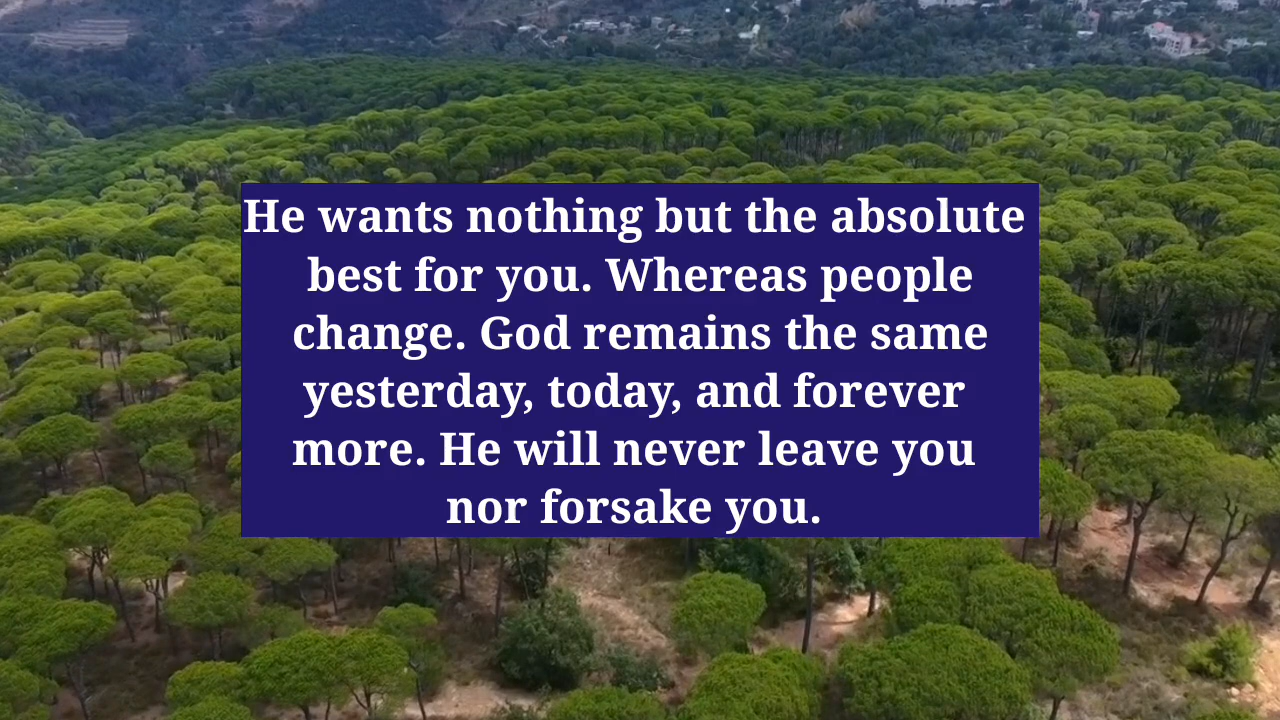 He wants nothing but the absolute
best for you. Whereas people
change. God remains the same
yesterday, today, and forever
more. He will never leave you
nor forsake you.